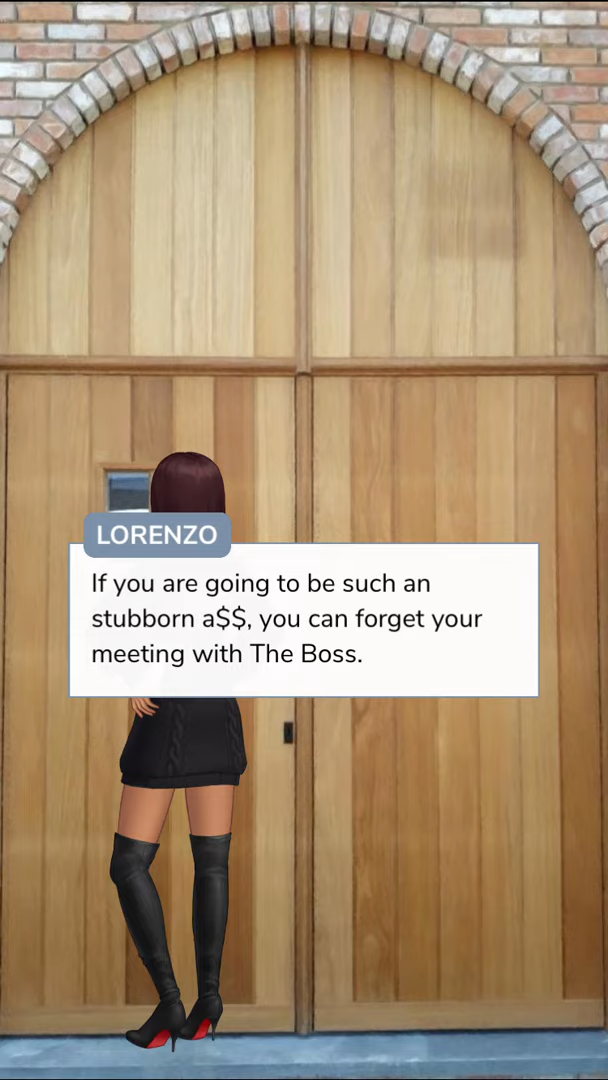 LORENZO
If you are going to be such an
stubborn a$$, you can forget your
meeting with The Boss.